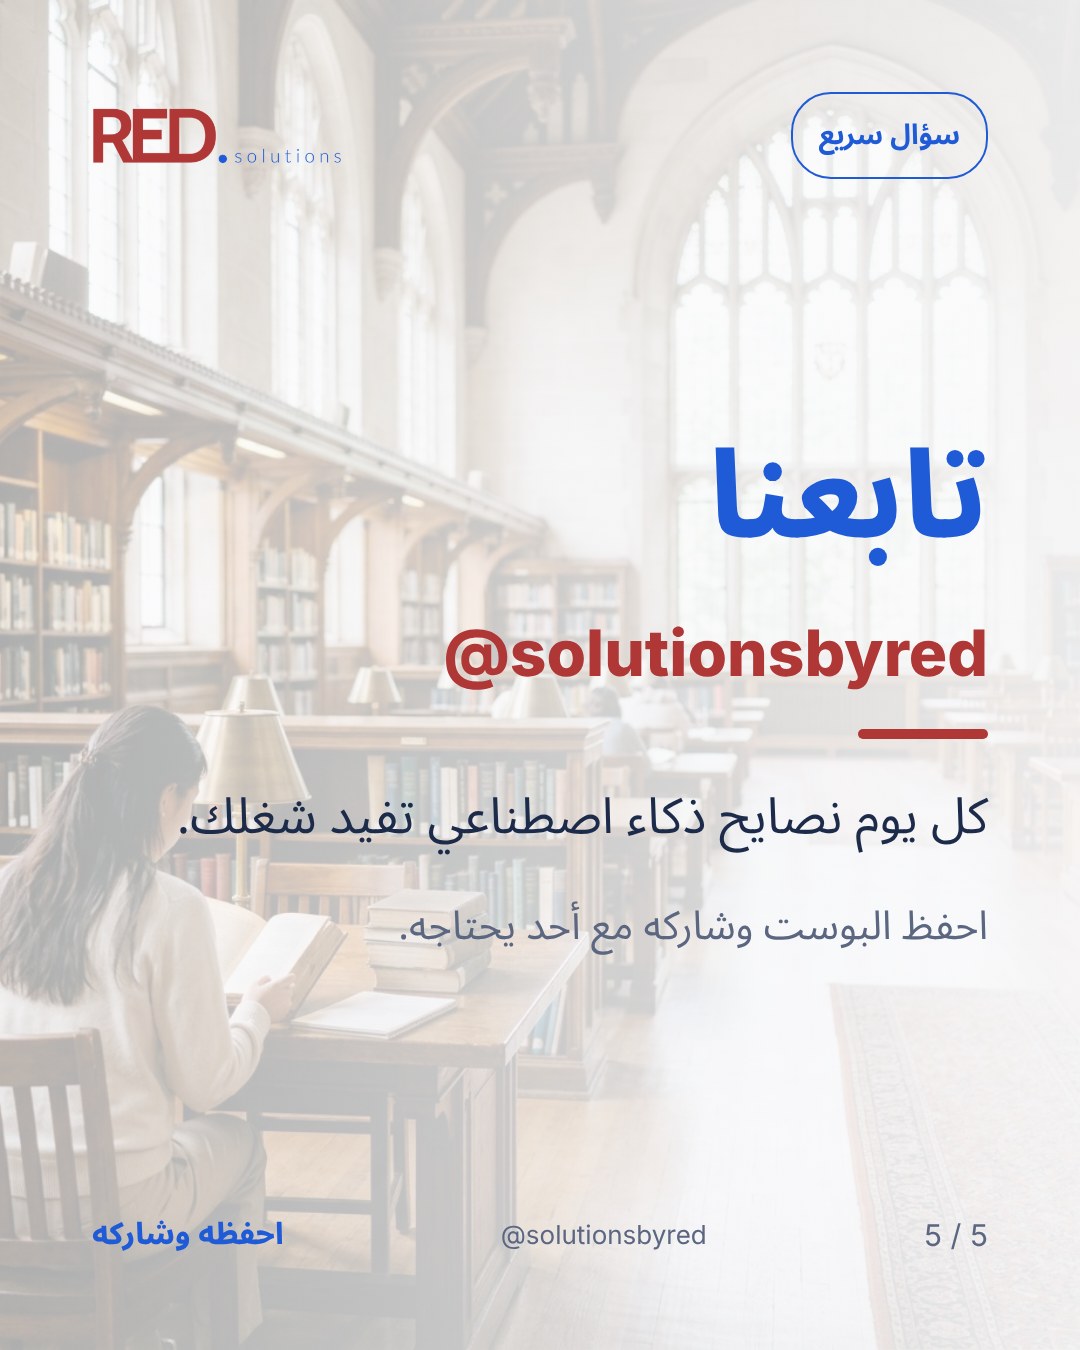 RED.solutions
سؤال سريع
تابعنا
@solutionsbyred
كل يوم نصايح ذكاء اصطناعي تفيد شغلك.
احفظ البوست وشاركه مع أحد يحتاجه.
احفظه وشاركه
@solutionsbyred
5 / 5